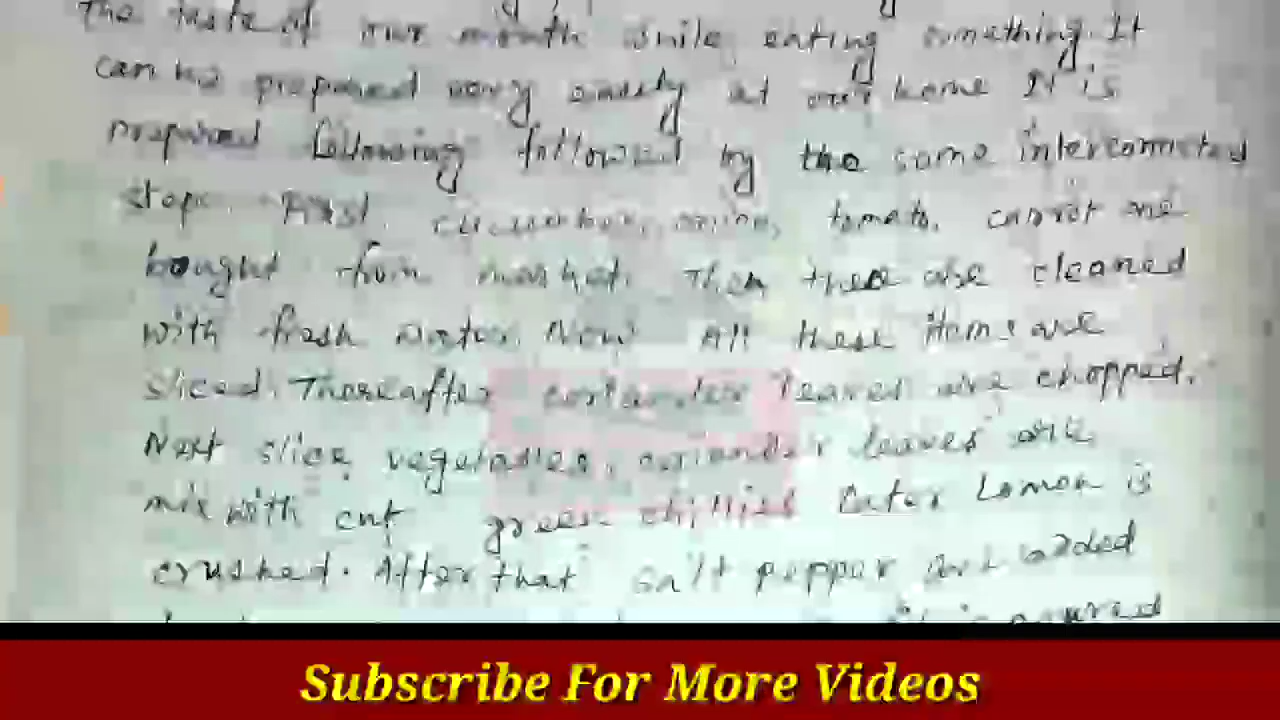 the taste of our mouth while eating something. It
can be prepared very easily at our home It is
prepared following followed by the some interconnected
steps. First, cucumber, onion, tomato, carrot are
bought from market. Then these are cleaned
with fresh water. Now All these items are
sliced. Thereafter coriander leaves are chopped.
Next slice vegetables, coriander leaves are
mix with cut green chillies Later Lemon is
crushed. After that salt pepper are added
Subscribe For More Videos